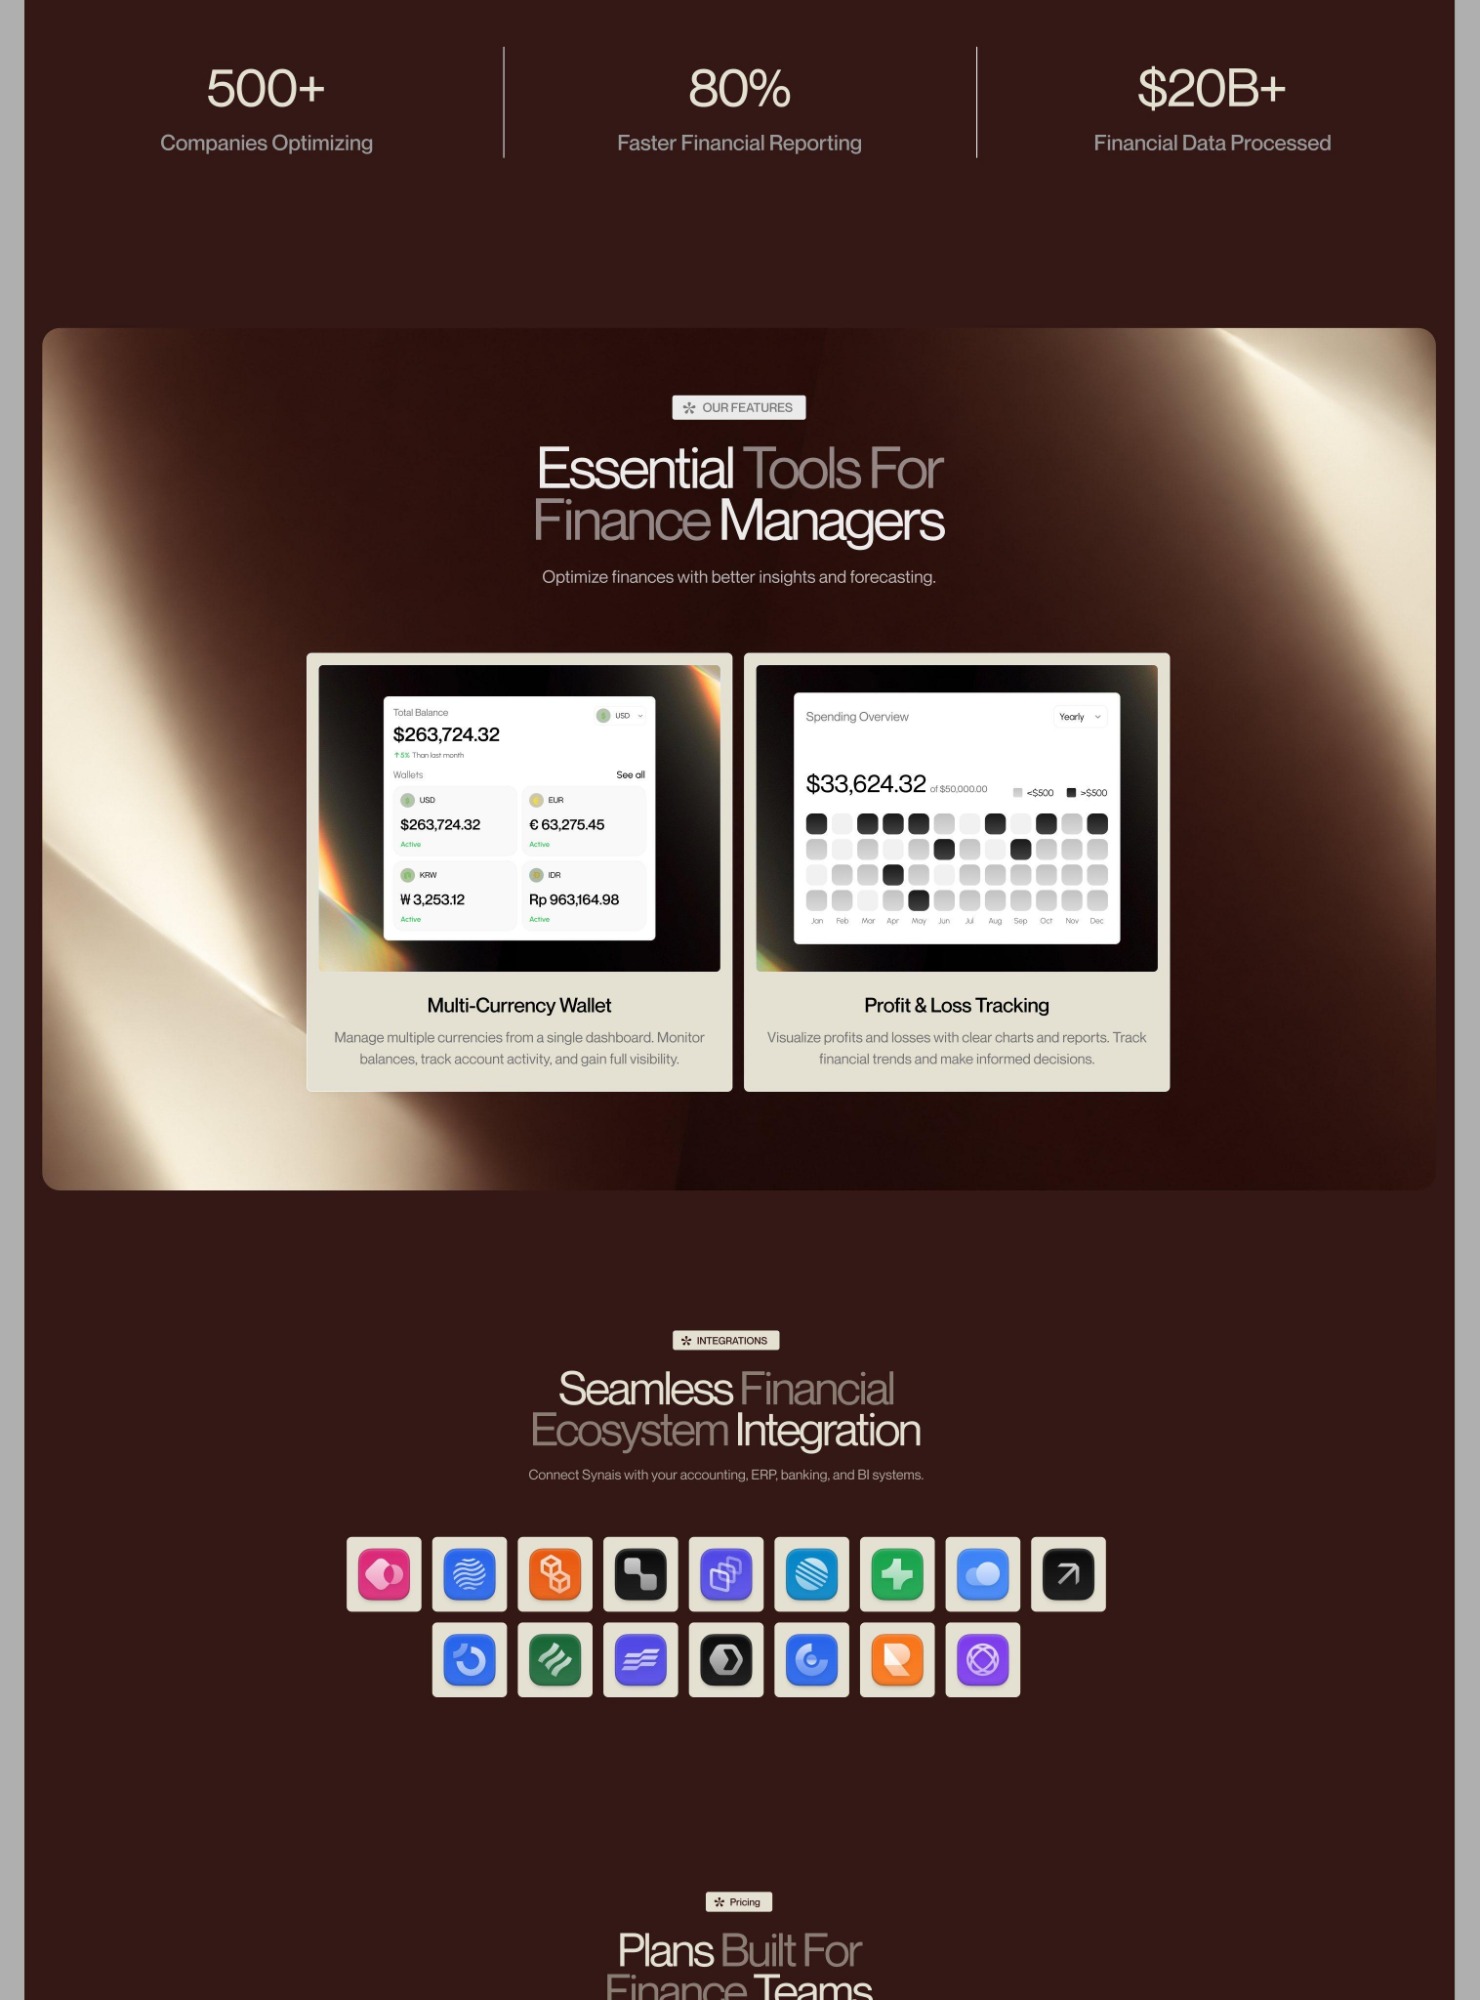 500+
Companies Optimizing
80%
Faster Financial Reporting
$20B+
Financial Data Processed
OUR FEATURES
Essential Tools For
Finance Managers
Optimize finances with better insights and forecasting.
Total Balance
USD
$263,724.32
↑5% Than last month
Wallets
See all
USD
$263,724.32
Active
EUR
€ 63,275.45
Active
KRW
₩ 3,253.12
Active
IDR
Rp 963,164.98
Active
Multi-Currency Wallet
Manage multiple currencies from a single dashboard. Monitor
balances, track account activity, and gain full visibility.
Spending Overview
Yearly
$33,624.32 of $50,000.00
<$500 >$500
Jan Feb Mar Apr May Jun Jul Aug Sep Oct Nov Dec
Profit & Loss Tracking
Visualize profits and losses with clear charts and reports. Track
financial trends and make informed decisions.
INTEGRATIONS
Seamless Financial
Ecosystem Integration
Connect Synais with your accounting, ERP, banking, and BI systems.
Pricing
Plans Built For
Finance Teams